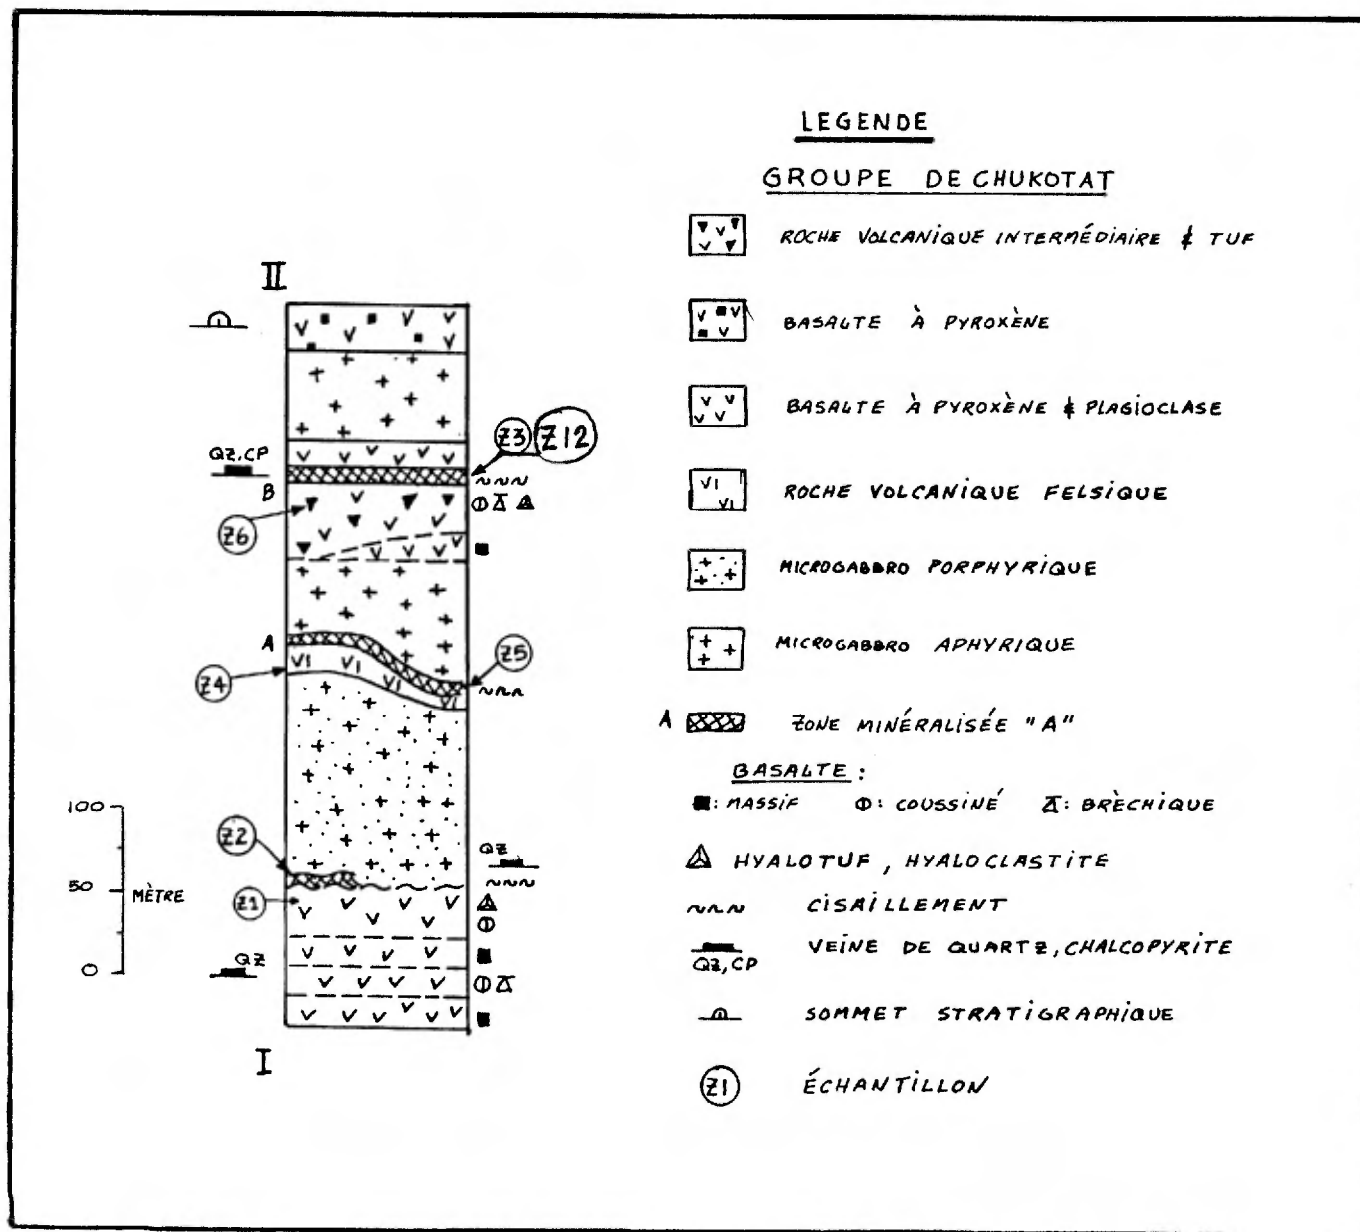 LEGENDE
GROUPE DE CHUKOTAT
ROCHE VOLCANIQUE INTERMÉDIAIRE & TUF
BASALTE À PYROXÈNE
BASALTE À PYROXÈNE & PLAGIOCLASE
ROCHE VOLCANIQUE FELSIQUE
MICROGABBRO PORPHYRIQUE
MICROGABBRO APHYRIQUE
A ZONE MINÉRALISÉE "A"
BASALTE :
: MASSIF : COUSSINÉ : BRÈCHIQUE
HYALOTUF, HYALOCLASTITE
CISAILLEMENT
VEINE DE QUARTZ, CHALCOPYRITE
QZ, CP
SOMMET STRATIGRAPHIQUE
Z1 ÉCHANTILLON
II
QZ, CP
Z3 Z12
B
Z6
A
Z5
Z4
Z2
QZ
Z1
QZ
I
100
50 MÈTRE
0